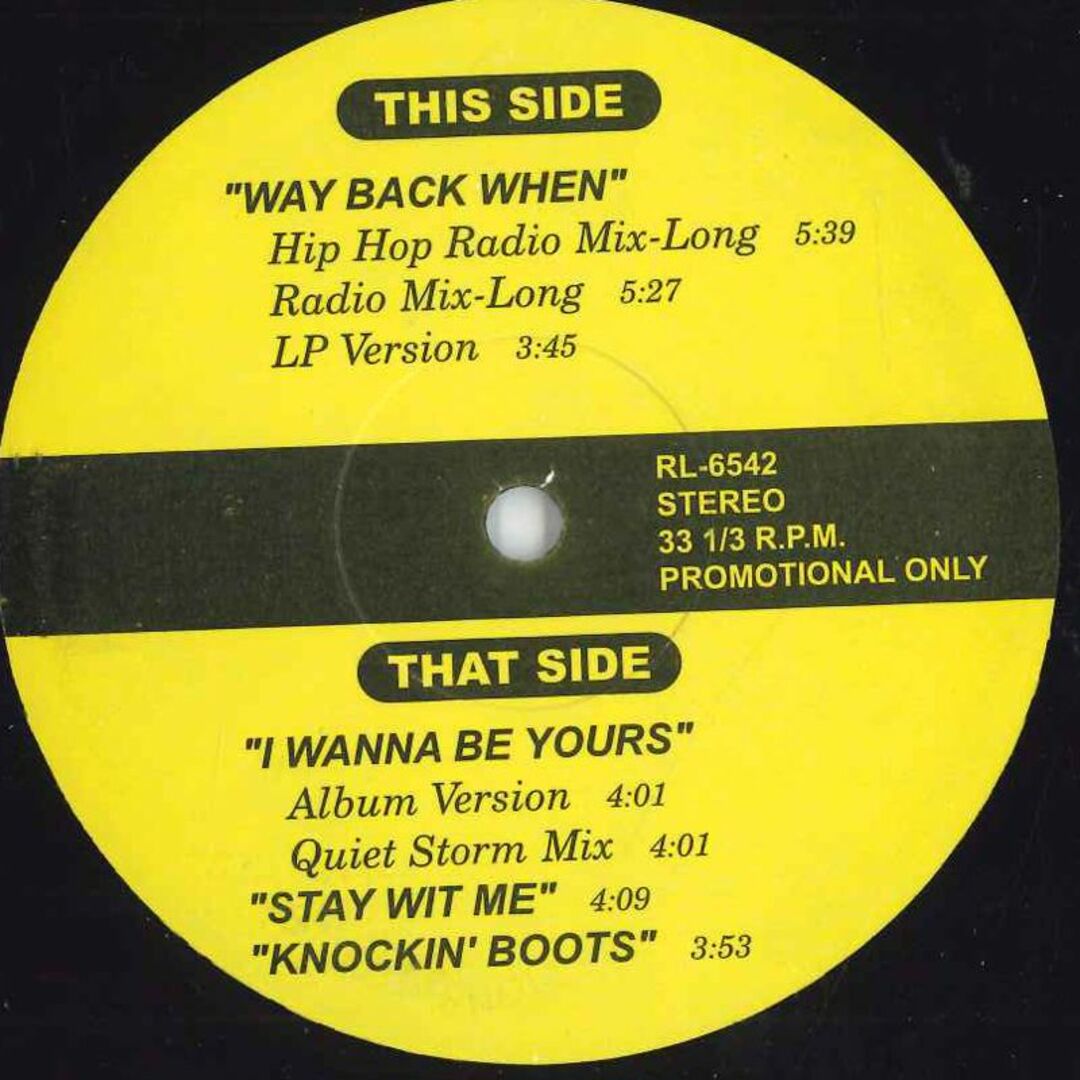 THIS SIDE
"WAY BACK WHEN"
Hip Hop Radio Mix-Long 5:39
Radio Mix-Long 5:27
LP Version 3:45
RL-6542
STEREO
33 1/3 R.P.M.
PROMOTIONAL ONLY
THAT SIDE
"I WANNA BE YOURS"
Album Version 4:01
Quiet Storm Mix 4:01
"STAY WIT ME" 4:09
"KNOCKIN' BOOTS" 3:53